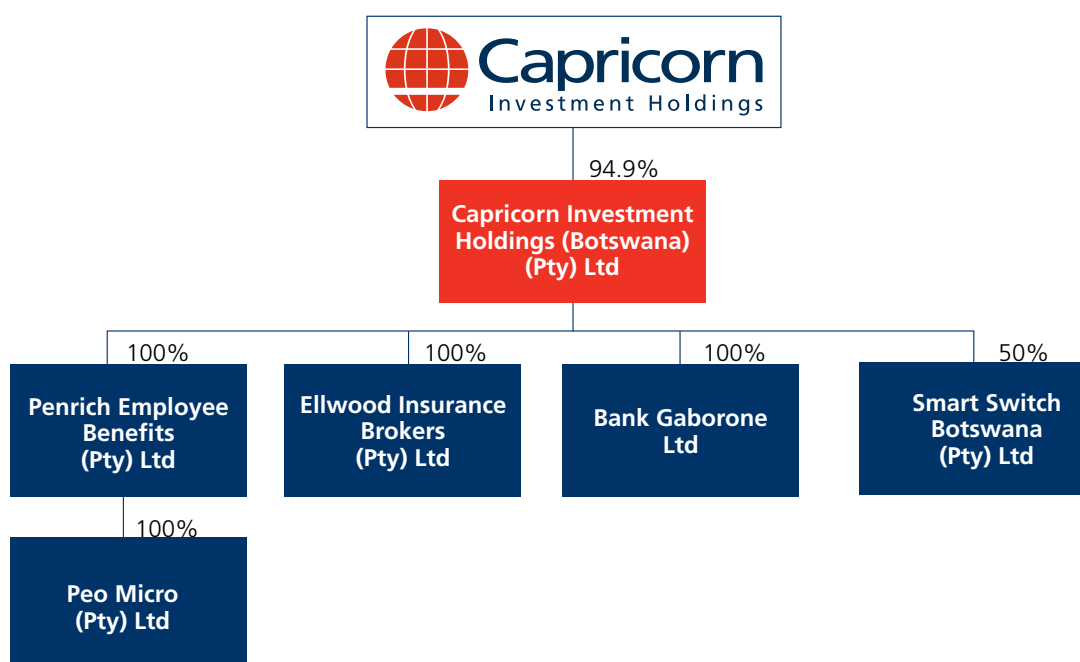 Capricorn
Investment Holdings
94.9%
Capricorn Investment
Holdings (Botswana)
(Pty) Ltd
100%
Penrich Employee
Benefits
(Pty) Ltd
100%
Ellwood Insurance
Brokers
(Pty) Ltd
100%
Bank Gaborone
Ltd
50%
Smart Switch
Botswana
(Pty) Ltd
100%
Peo Micro
(Pty) Ltd